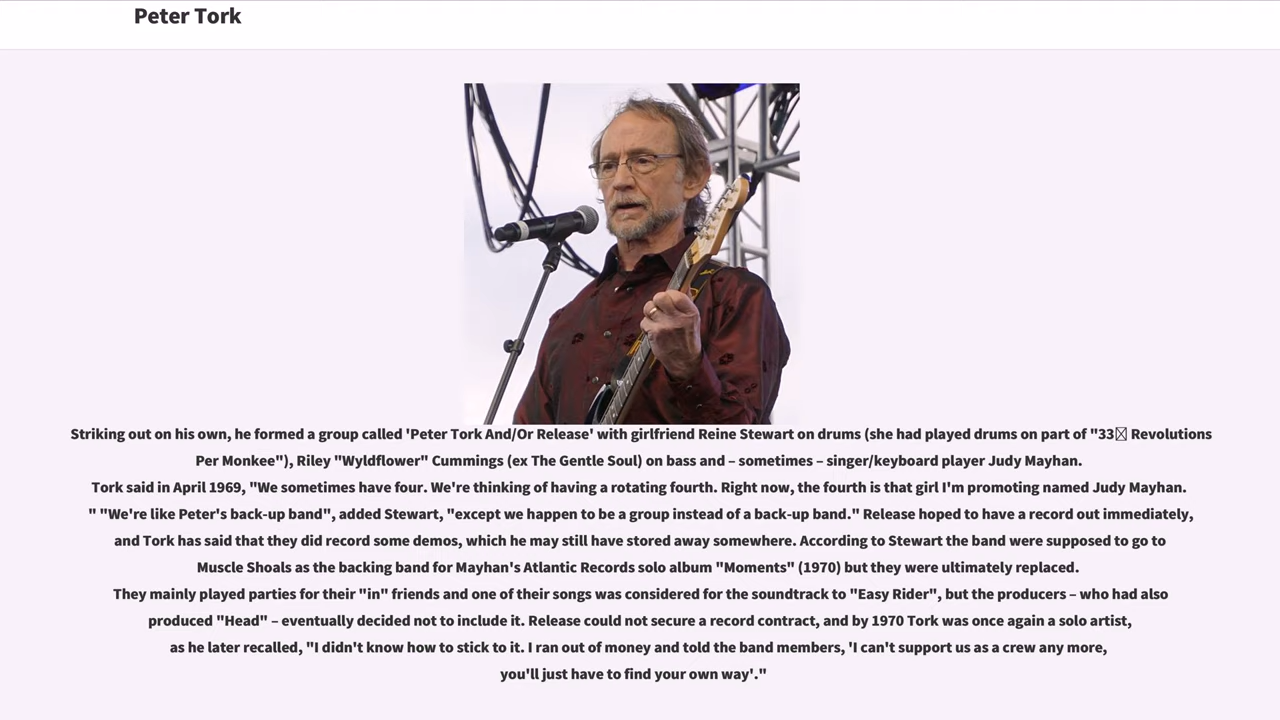 Peter Tork
Striking out on his own, he formed a group called 'Peter Tork And/Or Release' with girlfriend Reine Stewart on drums (she had played drums on part of "33 Revolutions
Per Monkee"), Riley "Wyldflower" Cummings (ex The Gentle Soul) on bass and – sometimes – singer/keyboard player Judy Mayhan.
Tork said in April 1969, "We sometimes have four. We're thinking of having a rotating fourth. Right now, the fourth is that girl I'm promoting named Judy Mayhan.
" "We're like Peter's back-up band", added Stewart, "except we happen to be a group instead of a back-up band." Release hoped to have a record out immediately,
and Tork has said that they did record some demos, which he may still have stored away somewhere. According to Stewart the band were supposed to go to
Muscle Shoals as the backing band for Mayhan's Atlantic Records solo album "Moments" (1970) but they were ultimately replaced.
They mainly played parties for their "in" friends and one of their songs was considered for the soundtrack to "Easy Rider", but the producers – who had also
produced "Head" – eventually decided not to include it. Release could not secure a record contract, and by 1970 Tork was once again a solo artist,
as he later recalled, "I didn't know how to stick to it. I ran out of money and told the band members, 'I can't support us as a crew any more,
you'll just have to find your own way'."